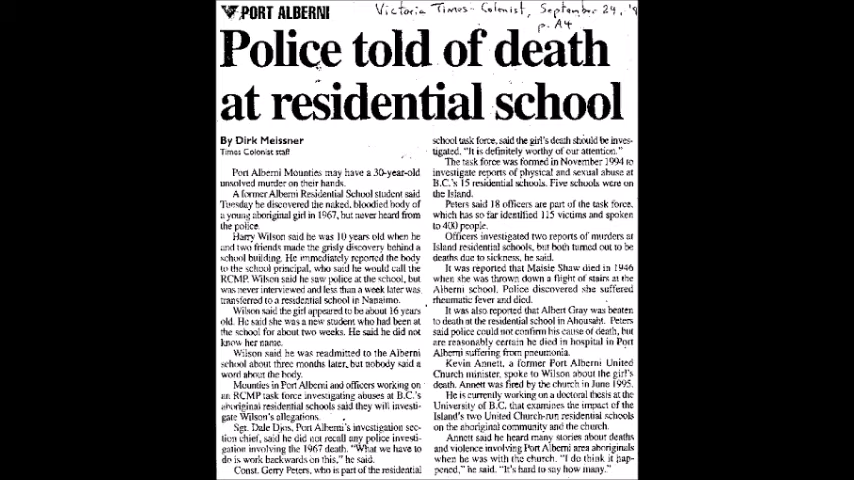 PORT ALBERNI
Victoria Times-Colonist, September 24, '9
p. A4
Police told of death
at residential school
By Dirk Meissner
Times Colonist staff
Port Alberni Mounties may have a 30-year-old
unsolved murder on their hands.
A former Alberni Residential School student said
Tuesday he discovered the naked, bloodied body of
a young aboriginal girl in 1967, but never heard from
the police.
Harry Wilson said he was 10 years old when he
and two friends made the grisly discovery behind a
school building. He immediately reported the body
to the school principal, who said he would call the
RCMP. Wilson said he saw police at the school, but
was never interviewed and less than a week later was
transferred to a residential school in Nanaimo.
Wilson said the girl appeared to be about 16 years
old. He said she was a new student who had been at
the school for about two weeks. He said he did not
know her name.
Wilson said he was readmitted to the Alberni
school about three months later, but nobody said a
word about the body.
Mounties in Port Alberni and officers working on
an RCMP task force investigating abuses at B.C.'s
aboriginal residential schools said they will investi-
gate Wilson's allegations.
Sgt. Dale Djos, Port Alberni's investigation sec-
tion chief, said he did not recall any police investi-
gation involving the 1967 death. "What we have to
do is work backwards on this," he said.
Const. Gerry Peters, who is part of the residential
school task force, said the girl's death should be inves-
tigated. "It is definitely worthy of our attention."
The task force was formed in November 1994 to
investigate reports of physical and sexual abuse at
B.C.'s 15 residential schools. Five schools were on
the Island.
Peters said 18 officers are part of the task force,
which has so far identified 115 victims and spoken
to 400 people.
Officers investigated two reports of murders at
Island residential schools, but both turned out to be
deaths due to sickness, he said.
It was reported that Maisie Shaw died in 1946
when she was thrown down a flight of stairs at the
Alberni school. Police discovered she suffered
rheumatic fever and died.
It was also reported that Albert Gray was beaten
to death at the residential school in Ahousaht. Peters
said police could not confirm his cause of death, but
are reasonably certain he died in hospital in Port
Alberni suffering from pneumonia.
Kevin Annett, a former Port Alberni United
Church minister, spoke to Wilson about the girl's
death. Annett was fired by the church in June 1995.
He is currently working on a doctoral thesis at the
University of B.C. that examines the impact of the
Island's two United Church-run residential schools
on the aboriginal community and the church.
Annett said he heard many stories about deaths
and violence involving Port Alberni area aboriginals
when he was with the church. "I do think it hap-
pened," he said. "It's hard to say how many."